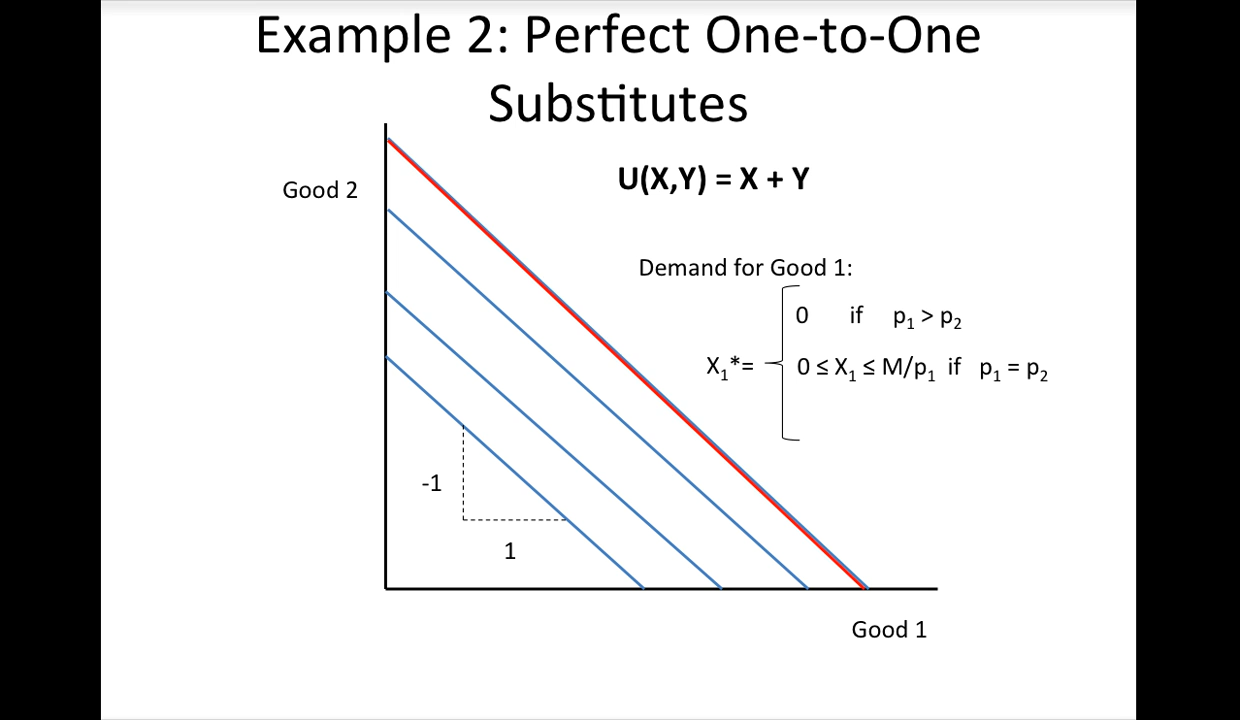 Example 2: Perfect One-to-One
Substitutes
Good 2
U(X,Y) = X + Y
Demand for Good 1:
0 if p₁ > p₂
X₁*= 0 ≤ X₁ ≤ M/p₁ if p₁ = p₂
-1
1
Good 1